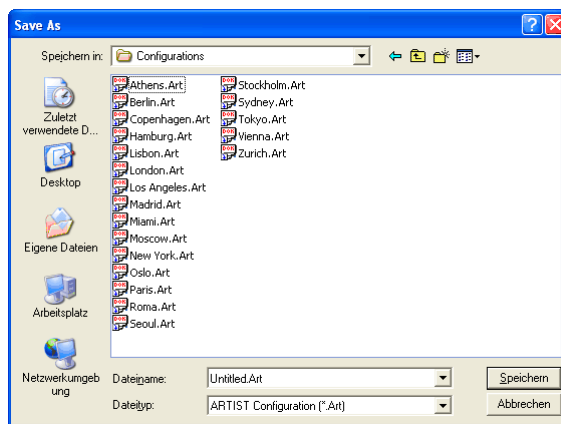 Save As
Speichern in:
Configurations
Zuletzt
verwendete D...
Desktop
Eigene Dateien
Arbeitsplatz
Netzwerkumgeb
ung
Athens.Art
Berlin.Art
Copenhagen.Art
Hamburg.Art
Lisbon.Art
London.Art
Los Angeles.Art
Madrid.Art
Miami.Art
Moscow.Art
New York.Art
Oslo.Art
Paris.Art
Roma.Art
Seoul.Art
Stockholm.Art
Sydney.Art
Tokyo.Art
Vienna.Art
Zurich.Art
Dateiname:
Untitled.Art
Speichern
Dateityp:
ARTIST Configuration (*.Art)
Abbrechen